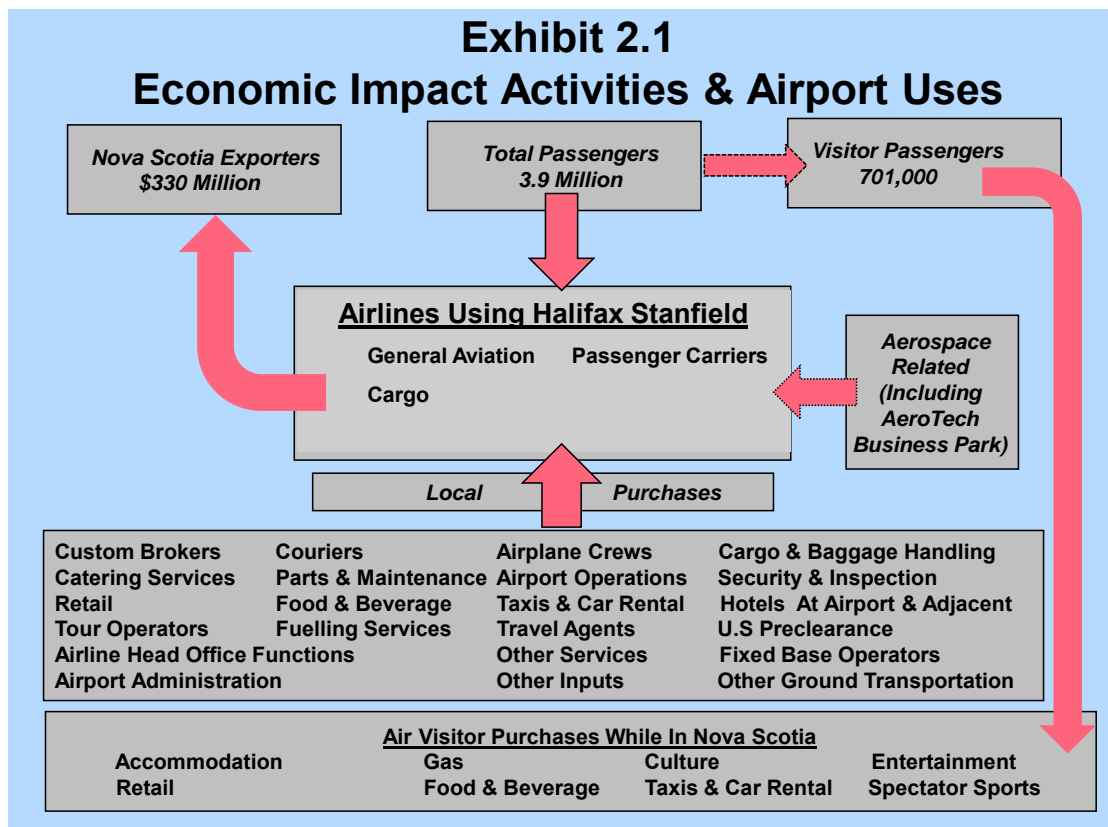 Exhibit 2.1
Economic Impact Activities & Airport Uses
Nova Scotia Exporters
$330 Million
Total Passengers
3.9 Million
Visitor Passengers
701,000
Airlines Using Halifax Stanfield
General Aviation Passenger Carriers
Cargo
Aerospace
Related
(Including
AeroTech
Business Park)
Local Purchases
Custom Brokers Couriers Airplane Crews Cargo & Baggage Handling
Catering Services Parts & Maintenance Airport Operations Security & Inspection
Retail Food & Beverage Taxis & Car Rental Hotels At Airport & Adjacent
Tour Operators Fuelling Services Travel Agents U.S Preclearance
Airline Head Office Functions Other Services Fixed Base Operators
Airport Administration Other Inputs Other Ground Transportation
Air Visitor Purchases While In Nova Scotia
Accommodation Gas Culture Entertainment
Retail Food & Beverage Taxis & Car Rental Spectator Sports